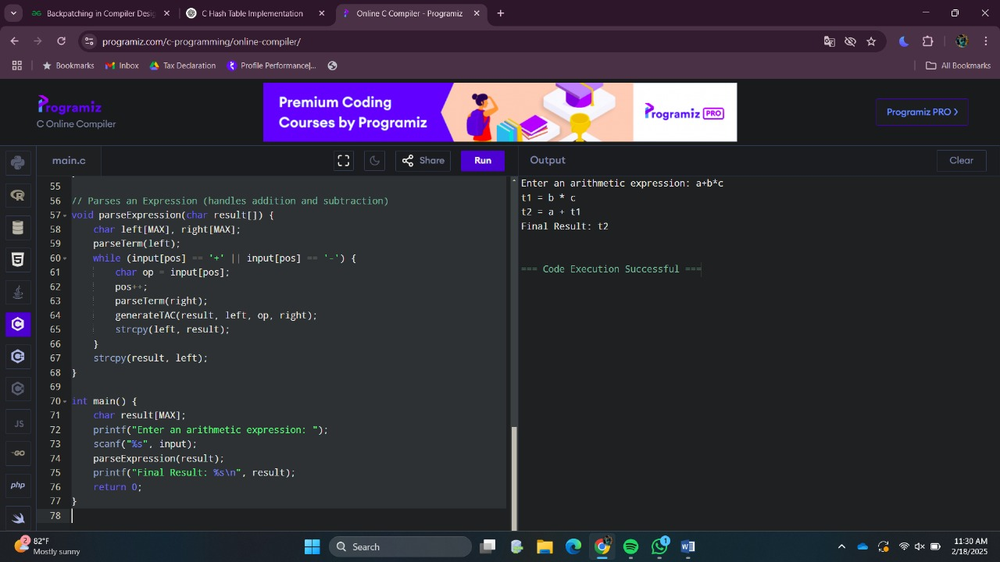 Backpatching in Compiler Desig
C Hash Table Implementation
Online C Compiler - Programiz
programiz.com/c-programming/online-compiler/
Bookmarks
Inbox
Tax Declaration
Profile Performance|...
All Bookmarks
Programiz
C Online Compiler
Premium Coding
Courses by Programiz
Programiz PRO
Programiz PRO
main.c
Share
Run
Output
Clear
55
56 // Parses an Expression (handles addition and subtraction)
57 void parseExpression(char result[]) {
58 char left[MAX], right[MAX];
59 parseTerm(left);
60 while (input[pos] == '+' || input[pos] == '-') {
61 char op = input[pos];
62 pos++;
63 parseTerm(right);
64 generateTAC(result, left, op, right);
65 strcpy(left, result);
66 }
67 strcpy(result, left);
68 }
69
70 int main() {
71 char result[MAX];
72 printf("Enter an arithmetic expression: ");
73 scanf("%s", input);
74 parseExpression(result);
75 printf("Final Result: %s\n", result);
76 return 0;
77 }
78
Enter an arithmetic expression: a+b*c
t1 = b * c
t2 = a + t1
Final Result: t2
=== Code Execution Successful ===
JS
GO
php
2
82°F
Mostly sunny
Search
1
11:30 AM
2/18/2025